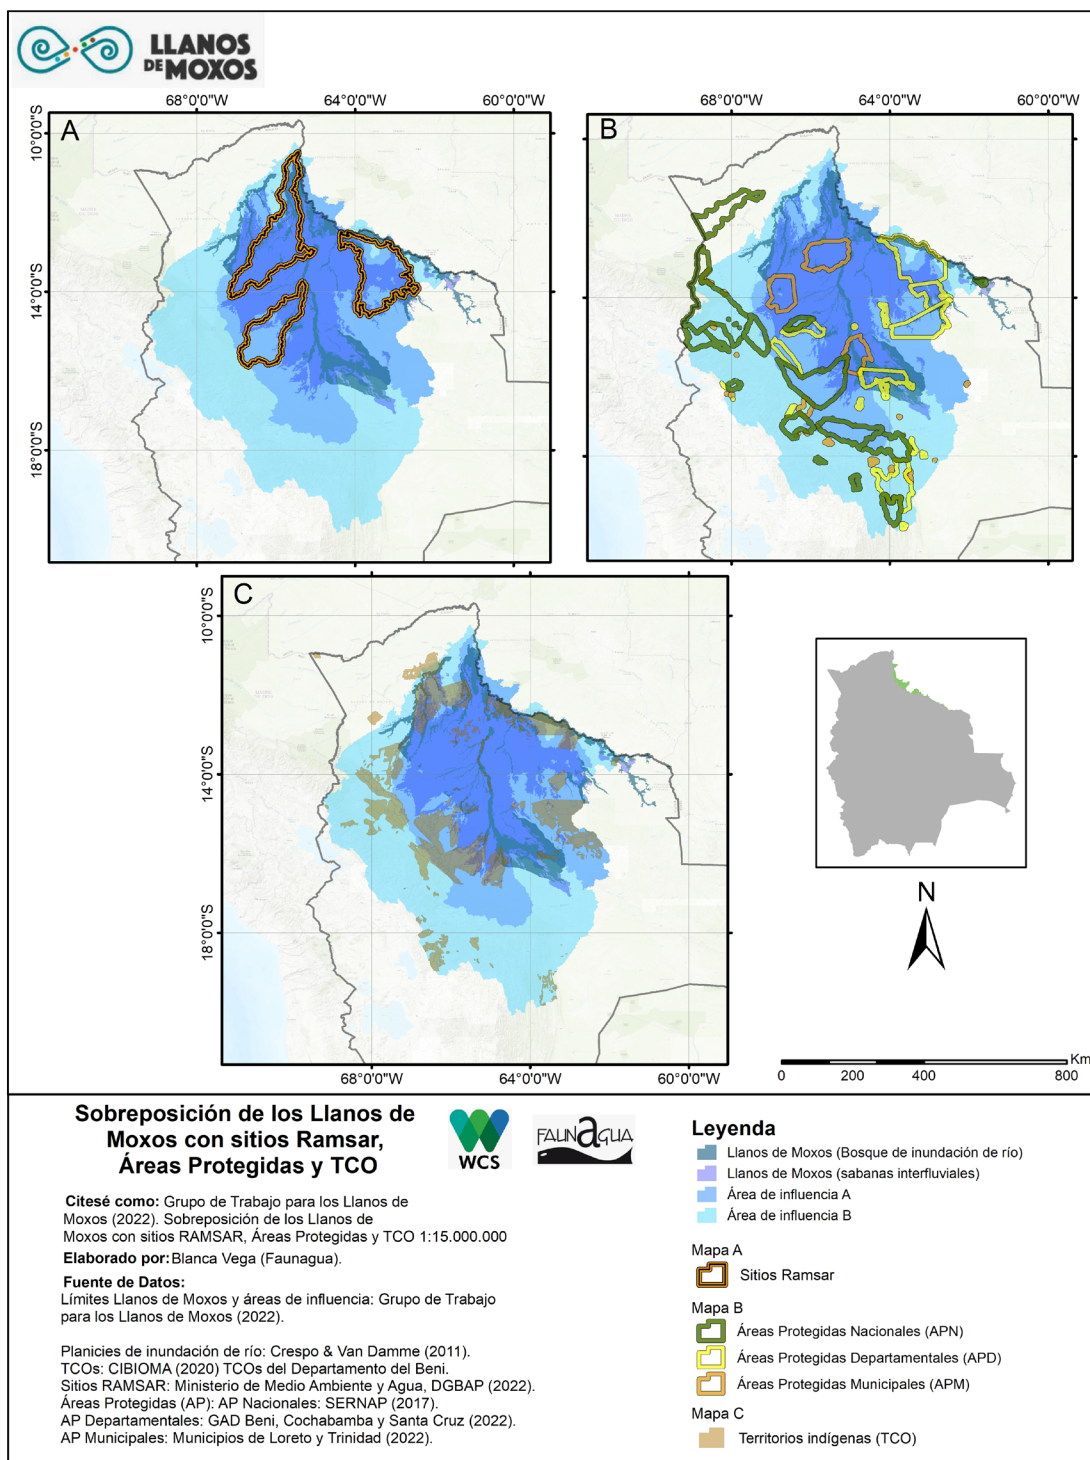 LLANOS
DE MOXOS
68°0'0"W 64°0'0"W 60°0'0"W
68°0'0"W 64°0'0"W 60°0'0"W
A
B
10°0'0"S
14°0'0"S
18°0'0"S
C
10°0'0"S
14°0'0"S
18°0'0"S
68°0'0"W 64°0'0"W 60°0'0"W
N
Km
0 200 400 800
Sobreposición de los Llanos de
Moxos con sitios Ramsar,
Áreas Protegidas y TCO
WCS
FAUNAGUA
Citesé como: Grupo de Trabajo para los Llanos de
Moxos (2022). Sobreposición de los Llanos de
Moxos con sitios RAMSAR, Áreas Protegidas y TCO 1:15.000.000
Elaborado por: Blanca Vega (Faunagua).
Fuente de Datos:
Límites Llanos de Moxos y áreas de influencia: Grupo de Trabajo
para los Llanos de Moxos (2022).
Planicies de inundación de río: Crespo & Van Damme (2011).
TCOs: CIBIOMA (2020) TCOs del Departamento del Beni.
Sitios RAMSAR: Ministerio de Medio Ambiente y Agua, DGBAP (2022).
Áreas Protegidas (AP): AP Nacionales: SERNAP (2017).
AP Departamentales: GAD Beni, Cochabamba y Santa Cruz (2022).
AP Municipales: Municipios de Loreto y Trinidad (2022).
Leyenda
Llanos de Moxos (Bosque de inundación de río)
Llanos de Moxos (sabanas interfluviales)
Área de influencia A
Área de influencia B
Mapa A
Sitios Ramsar
Mapa B
Áreas Protegidas Nacionales (APN)
Áreas Protegidas Departamentales (APD)
Áreas Protegidas Municipales (APM)
Mapa C
Territorios indígenas (TCO)